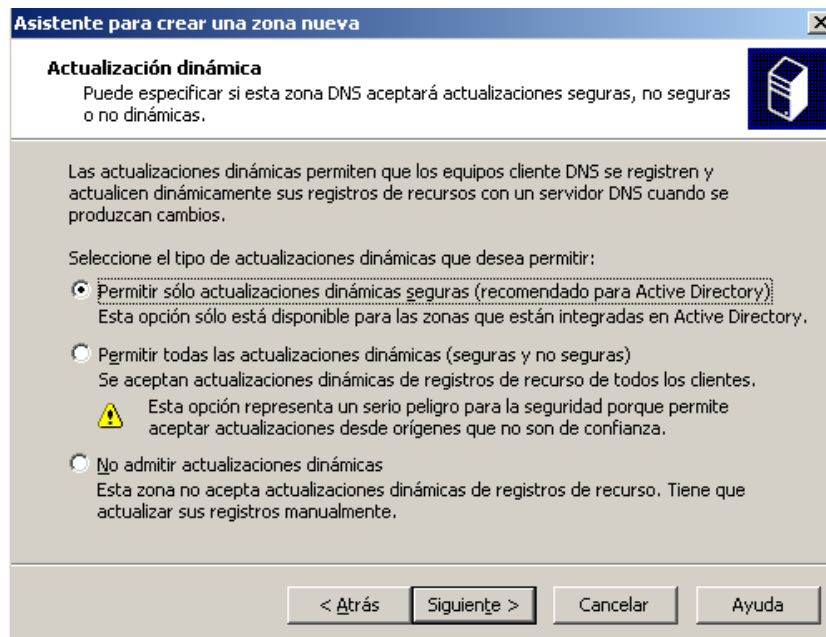 Asistente para crear una zona nueva
Actualización dinámica
Puede especificar si esta zona DNS aceptará actualizaciones seguras, no seguras
o no dinámicas.
Las actualizaciones dinámicas permiten que los equipos cliente DNS se registren y
actualicen dinámicamente sus registros de recursos con un servidor DNS cuando se
produzcan cambios.
Seleccione el tipo de actualizaciones dinámicas que desea permitir:
Permitir sólo actualizaciones dinámicas seguras (recomendado para Active Directory)
Esta opción sólo está disponible para las zonas que están integradas en Active Directory.
Permitir todas las actualizaciones dinámicas (seguras y no seguras)
Se aceptan actualizaciones dinámicas de registros de recurso de todos los clientes.
Esta opción representa un serio peligro para la seguridad porque permite
aceptar actualizaciones desde orígenes que no son de confianza.
No admitir actualizaciones dinámicas
Esta zona no acepta actualizaciones dinámicas de registros de recurso. Tiene que
actualizar sus registros manualmente.
< Atrás Siguiente > Cancelar Ayuda